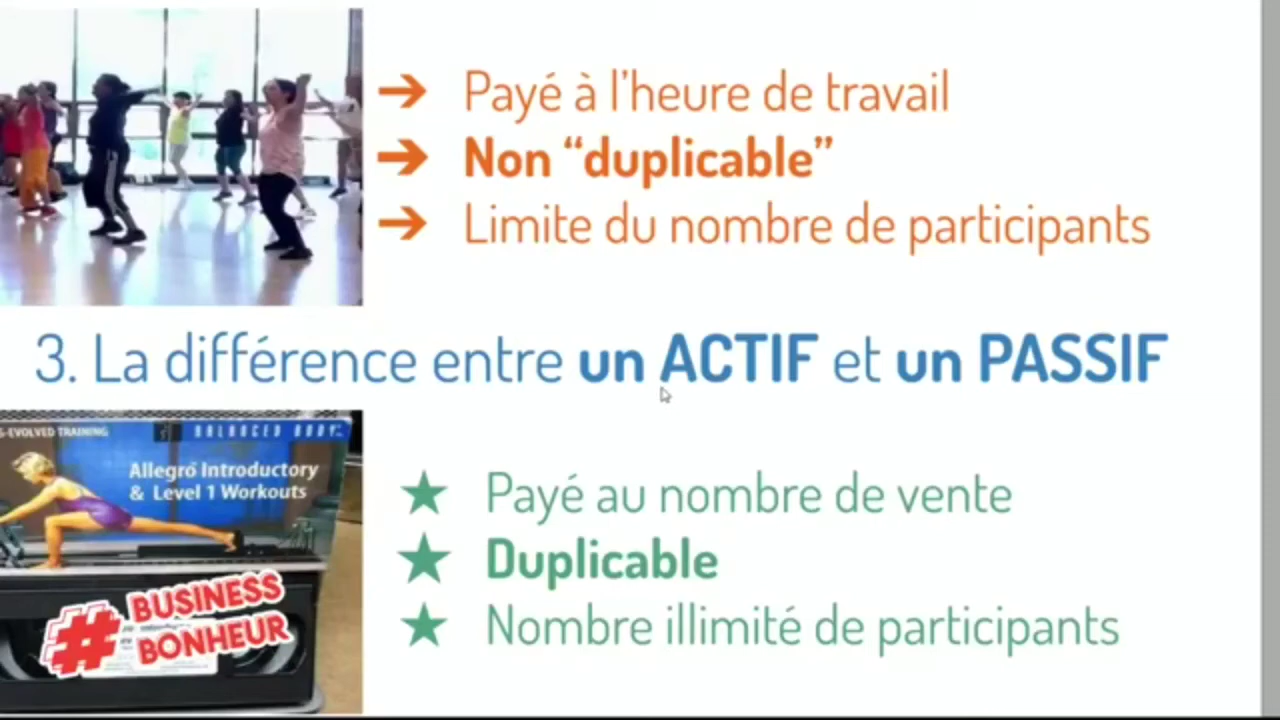 ➔ Payé à l'heure de travail
➔ Non “duplicable”
➔ Limite du nombre de participants
3. La différence entre un ACTIF et un PASSIF
-EVOLVED TRAINING
BALANCED BODY
Allegro Introductory
& Level 1 Workouts
★ Payé au nombre de vente
★ Duplicable
★ Nombre illimité de participants
# BUSINESS
BONHEUR